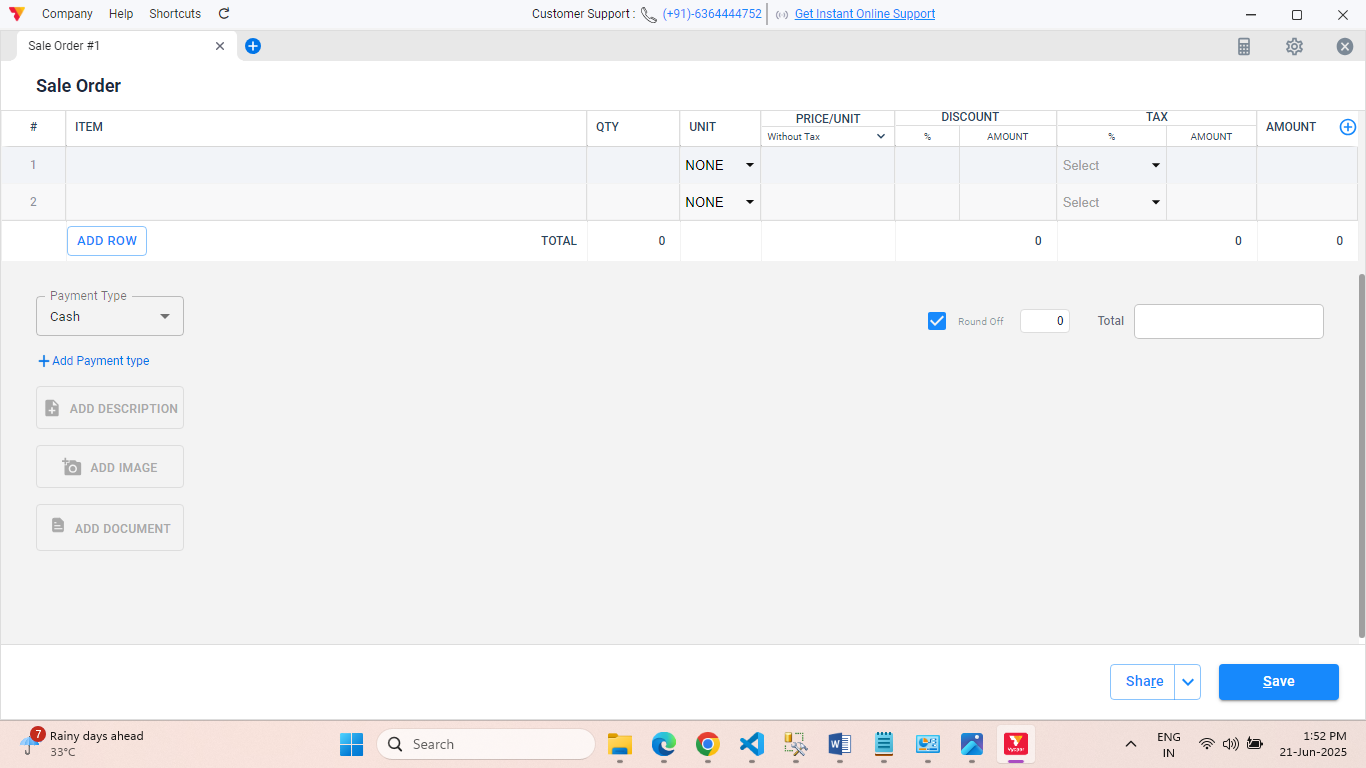 Company Help Shortcuts Customer Support : (+91)-6364444752 Get Instant Online Support
Sale Order #1
Sale Order
# ITEM QTY UNIT PRICE/UNIT DISCOUNT TAX AMOUNT
Without Tax % AMOUNT % AMOUNT
1 NONE Select
2 NONE Select
ADD ROW TOTAL 0 0 0 0
Payment Type
Cash
Round Off 0 Total
Add Payment type
ADD DESCRIPTION
ADD IMAGE
ADD DOCUMENT
Share Save
7 Rainy days ahead
33°C
Search
Vyapar
ENG
IN
1:52 PM
21-Jun-2025